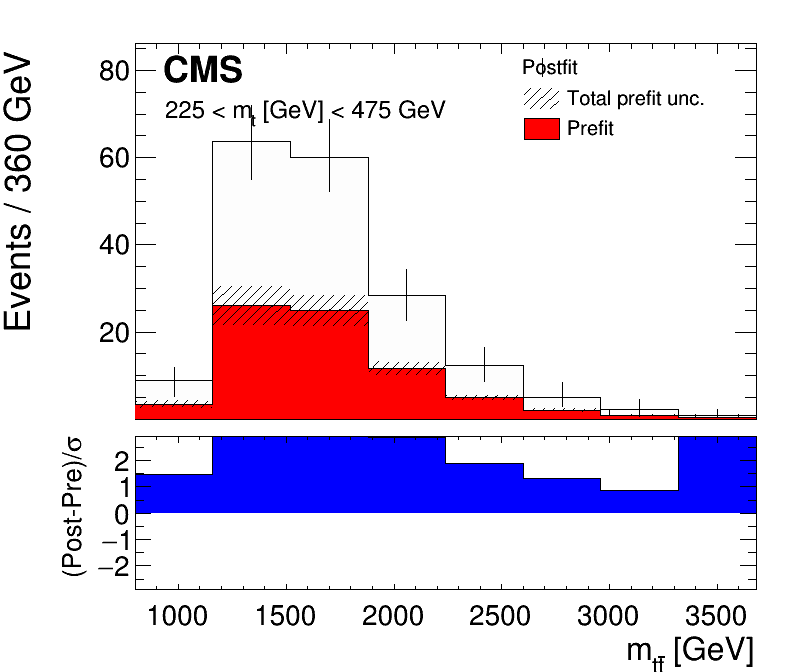 CMS
225 < m_t [GeV] < 475 GeV
Postfit
Total prefit unc.
Prefit
Events / 360 GeV
80
60
40
20
(Post-Pre)/σ
2
1
0
−1
−2
1000 1500 2000 2500 3000 3500
m_tt̅ [GeV]